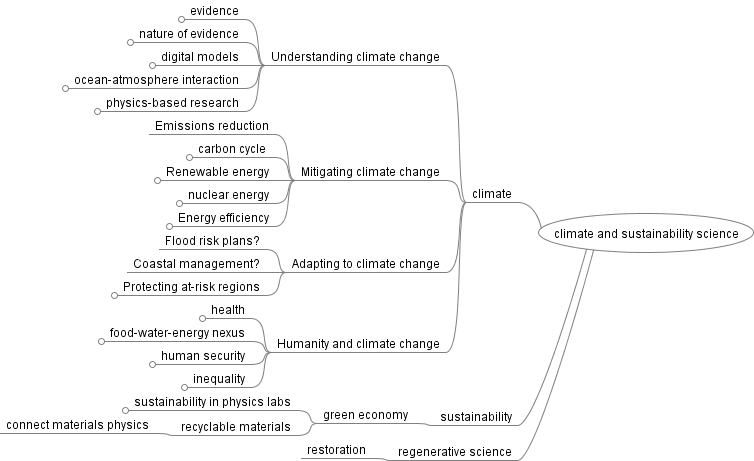 climate and sustainability science
climate
Understanding climate change
evidence
nature of evidence
digital models
ocean-atmosphere interaction
physics-based research
Mitigating climate change
Emissions reduction
carbon cycle
Renewable energy
nuclear energy
Energy efficiency
Adapting to climate change
Flood risk plans?
Coastal management?
Protecting at-risk regions
Humanity and climate change
health
food-water-energy nexus
human security
inequality
sustainability
green economy
sustainability in physics labs
recyclable materials
connect materials physics
regenerative science
restoration